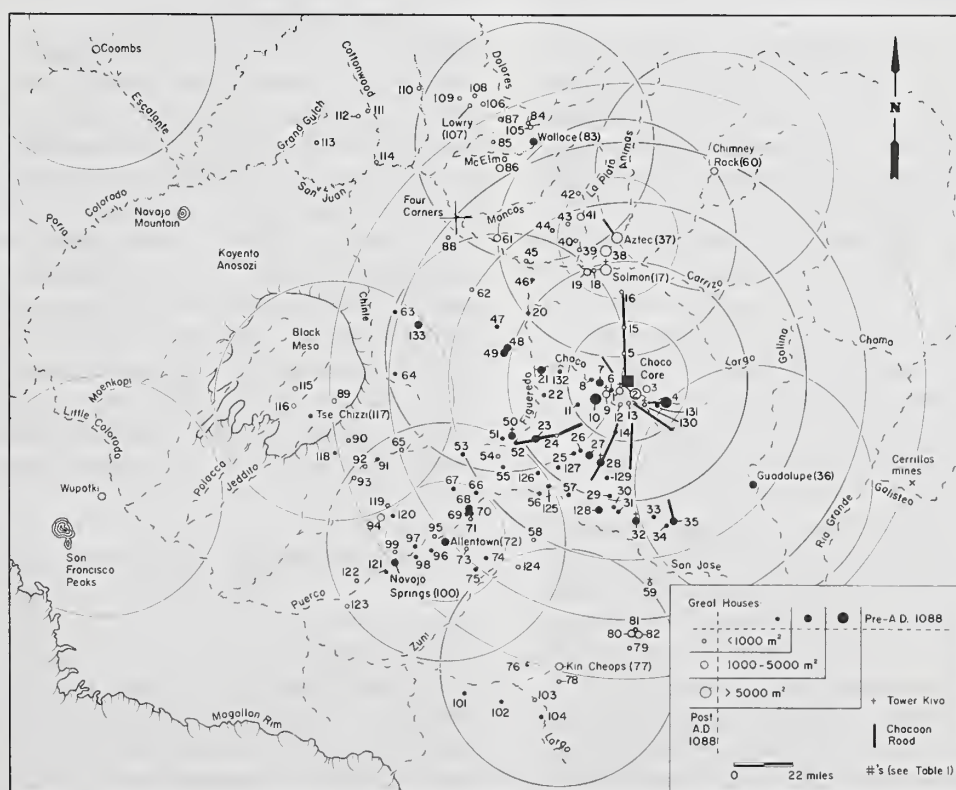 Coombs
Escalante
Cottonwood
Grand Gulch
Dolores
110
109
108
106
111
112
Lowry
(107)
87
84
105
Wallace (83)
113
85
114
McElmo
86
San Juan
Colorado
Paria
Navajo
Mountain
Four
Corners
Mancos
88
61
42
43
41
44
40
39
La Plata
Animas
Chimney
Rock (60)
Aztec (37)
38
Salmon (17)
Carrizo
45
46
19
18
16
N
Kayenta
Anasazi
Chinle
62
20
63
133
47
48
49
15
5
Largo
Gallina
Chama
Black
Mesa
Moenkopi
Little Colorado
64
115
116
89
Tse Chizzi (117)
Chaco
Figueredo
21
132
22
8
7
6
1
2
3
Chaco
Core
4
131
130
11
10
9
12
13
14
50
51
52
23
24
Polacca
Jeddito
118
90
92
91
93
65
53
54
55
25
26
27
28
127
126
129
Wupatki
119
94
120
67
66
68
69
70
71
56
125
57
29
30
31
128
32
33
34
35
Guadalupe (36)
Cerrillos
mines
Galisteo
Rio Grande
San
Francisco
Peaks
99
97
95
Allentown (72)
58
96
98
73
74
75
124
121
Navajo
Springs (100)
122
123
Puerco
Zuni
San Jose
59
81
80
82
79
76
Kin Cheops (77)
78
101
102
103
104
Largo
Mogollon Rim
Great Houses
Pre-A.D. 1088
<1000 m²
1000-5000 m²
> 5000 m²
Post
A.D.
1088
Tower Kiva
Chacoan
Road
0 22 miles
#'s (see Table 1)